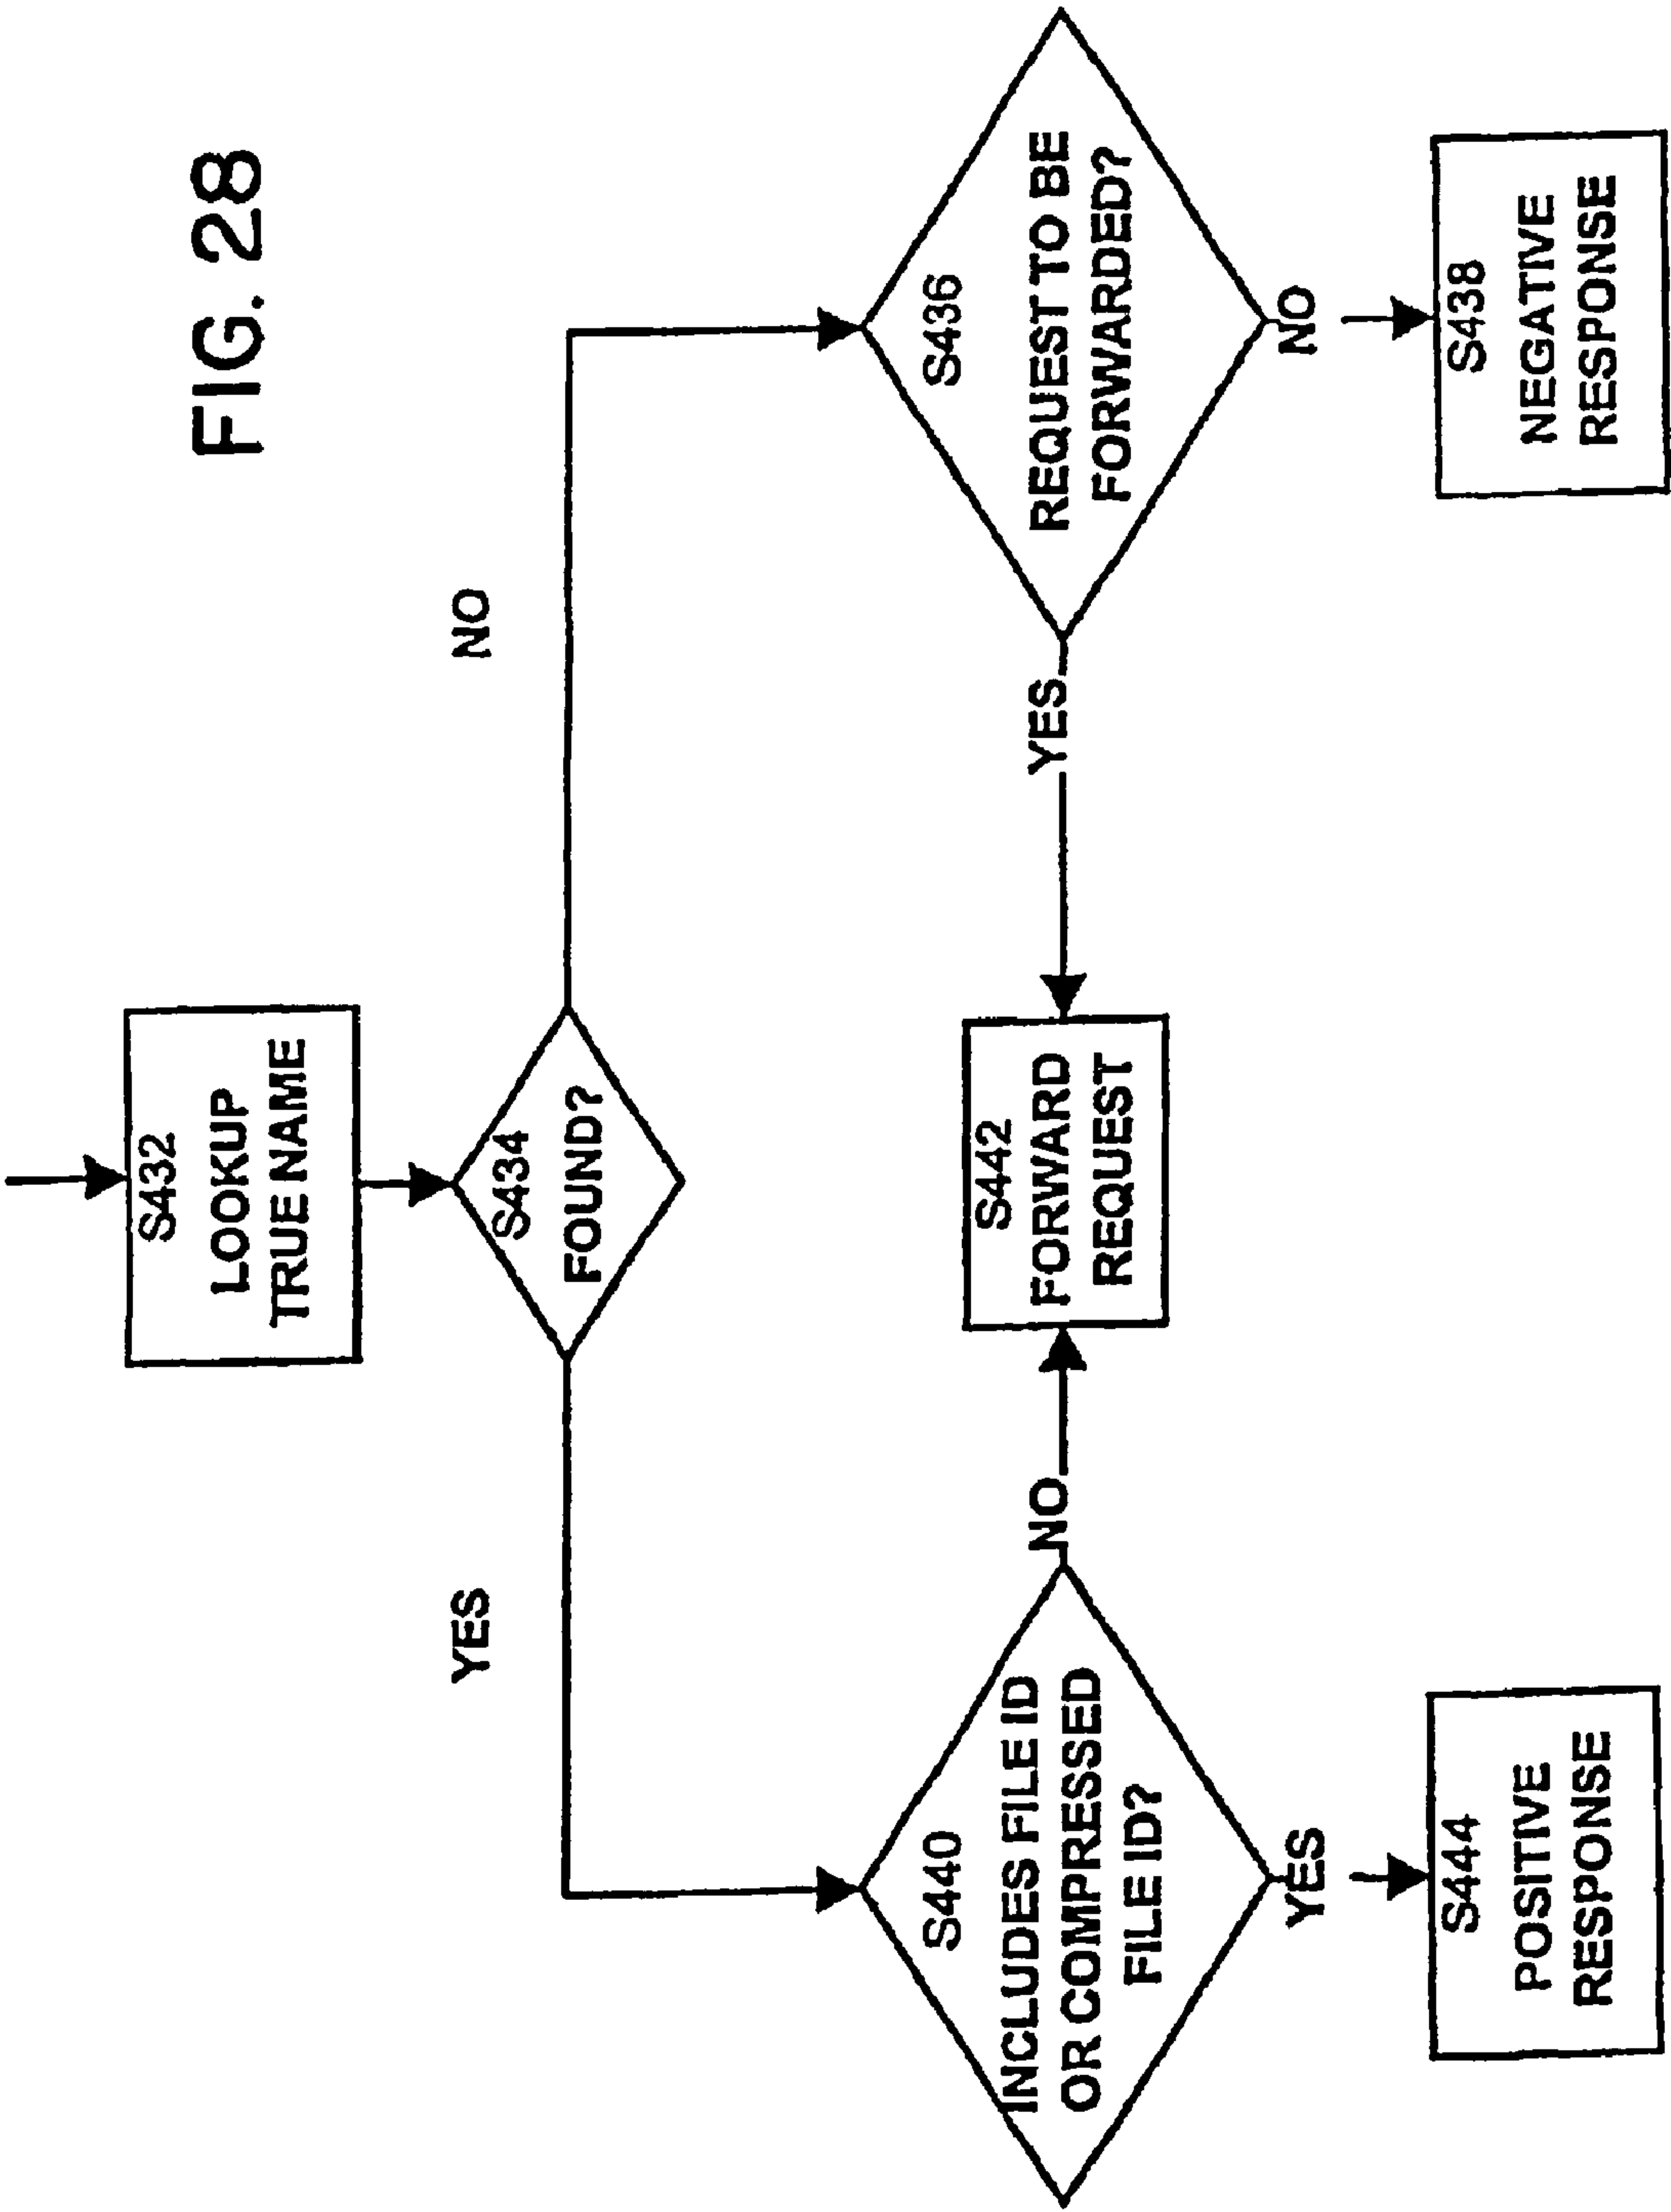 FIG. 28
S432
LOOKUP
TRUE NAME
S434
FOUND?
YES
NO
S440
INCLUDES FILE ID
OR COMPRESSED
FILE ID?
NO
S442
FORWARD
REQUEST
YES
S436
REQUEST TO BE
FORWARDED?
YES
NO
S444
POSITIVE
RESPONSE
S438
NEGATIVE
RESPONSE